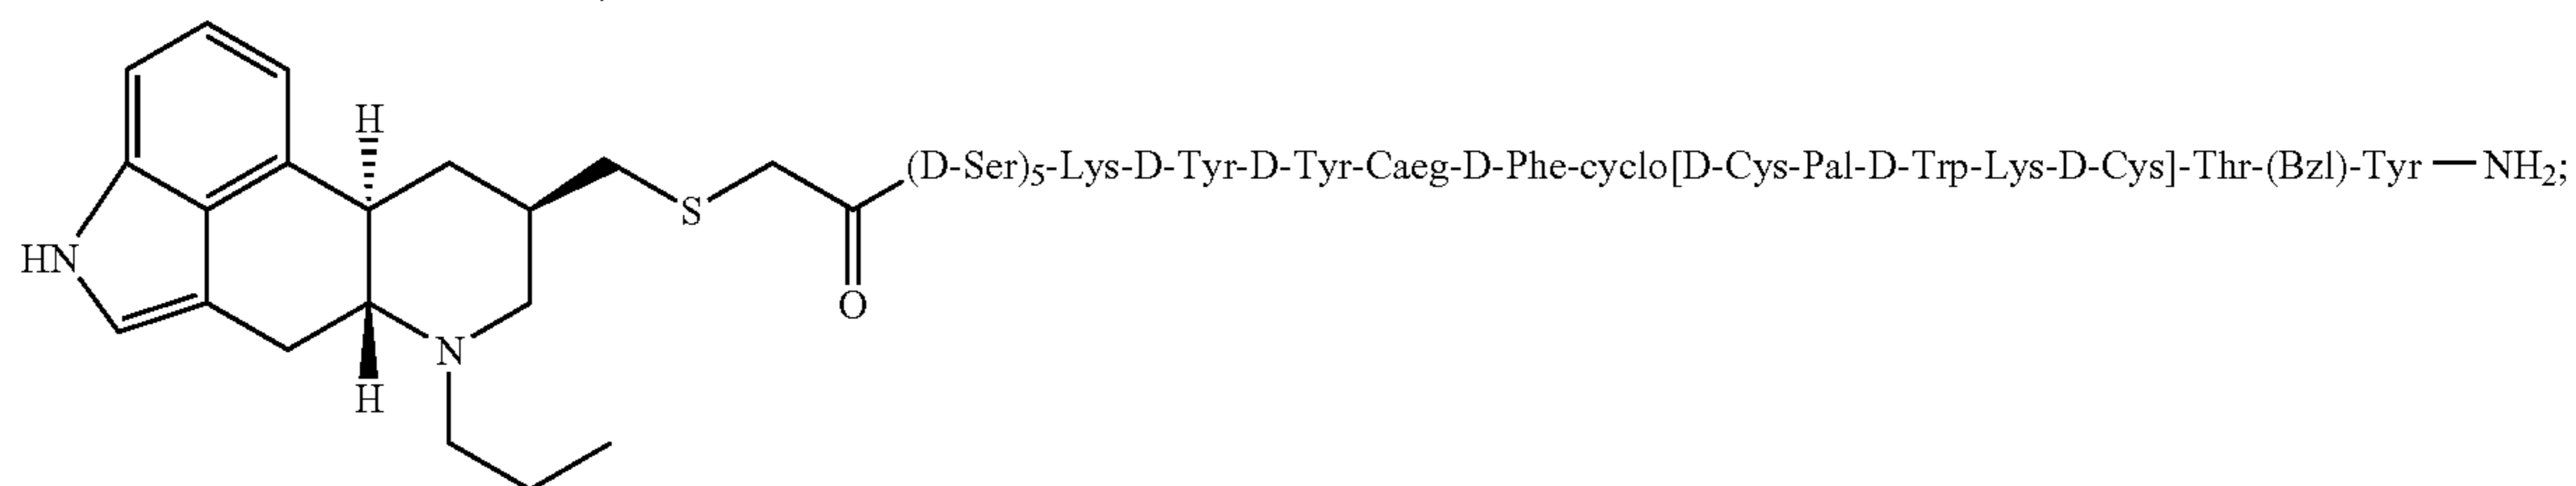 H
(D-Ser)5-Lys-D-Tyr-D-Tyr-Caeg-D-Phe-cyclo[D-Cys-Pal-D-Trp-Lys-D-Cys]-Thr-(Bzl)-Tyr—NH2;
S
HN
O
N
H